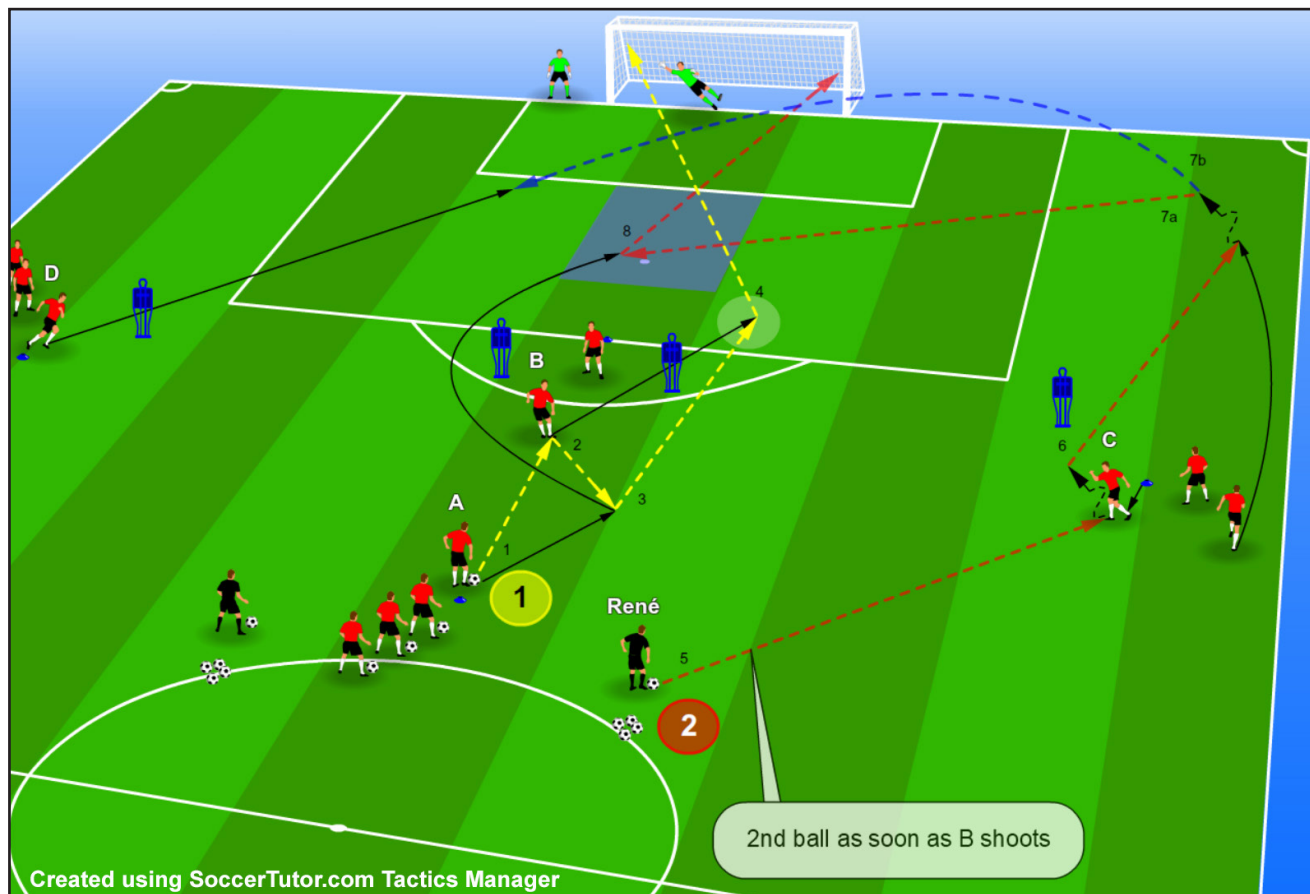 7b
7a
8
D
4
B
2
C
6
A
3
1
1
René
5
2
2nd ball as soon as B shoots
Created using SoccerTutor.com Tactics Manager